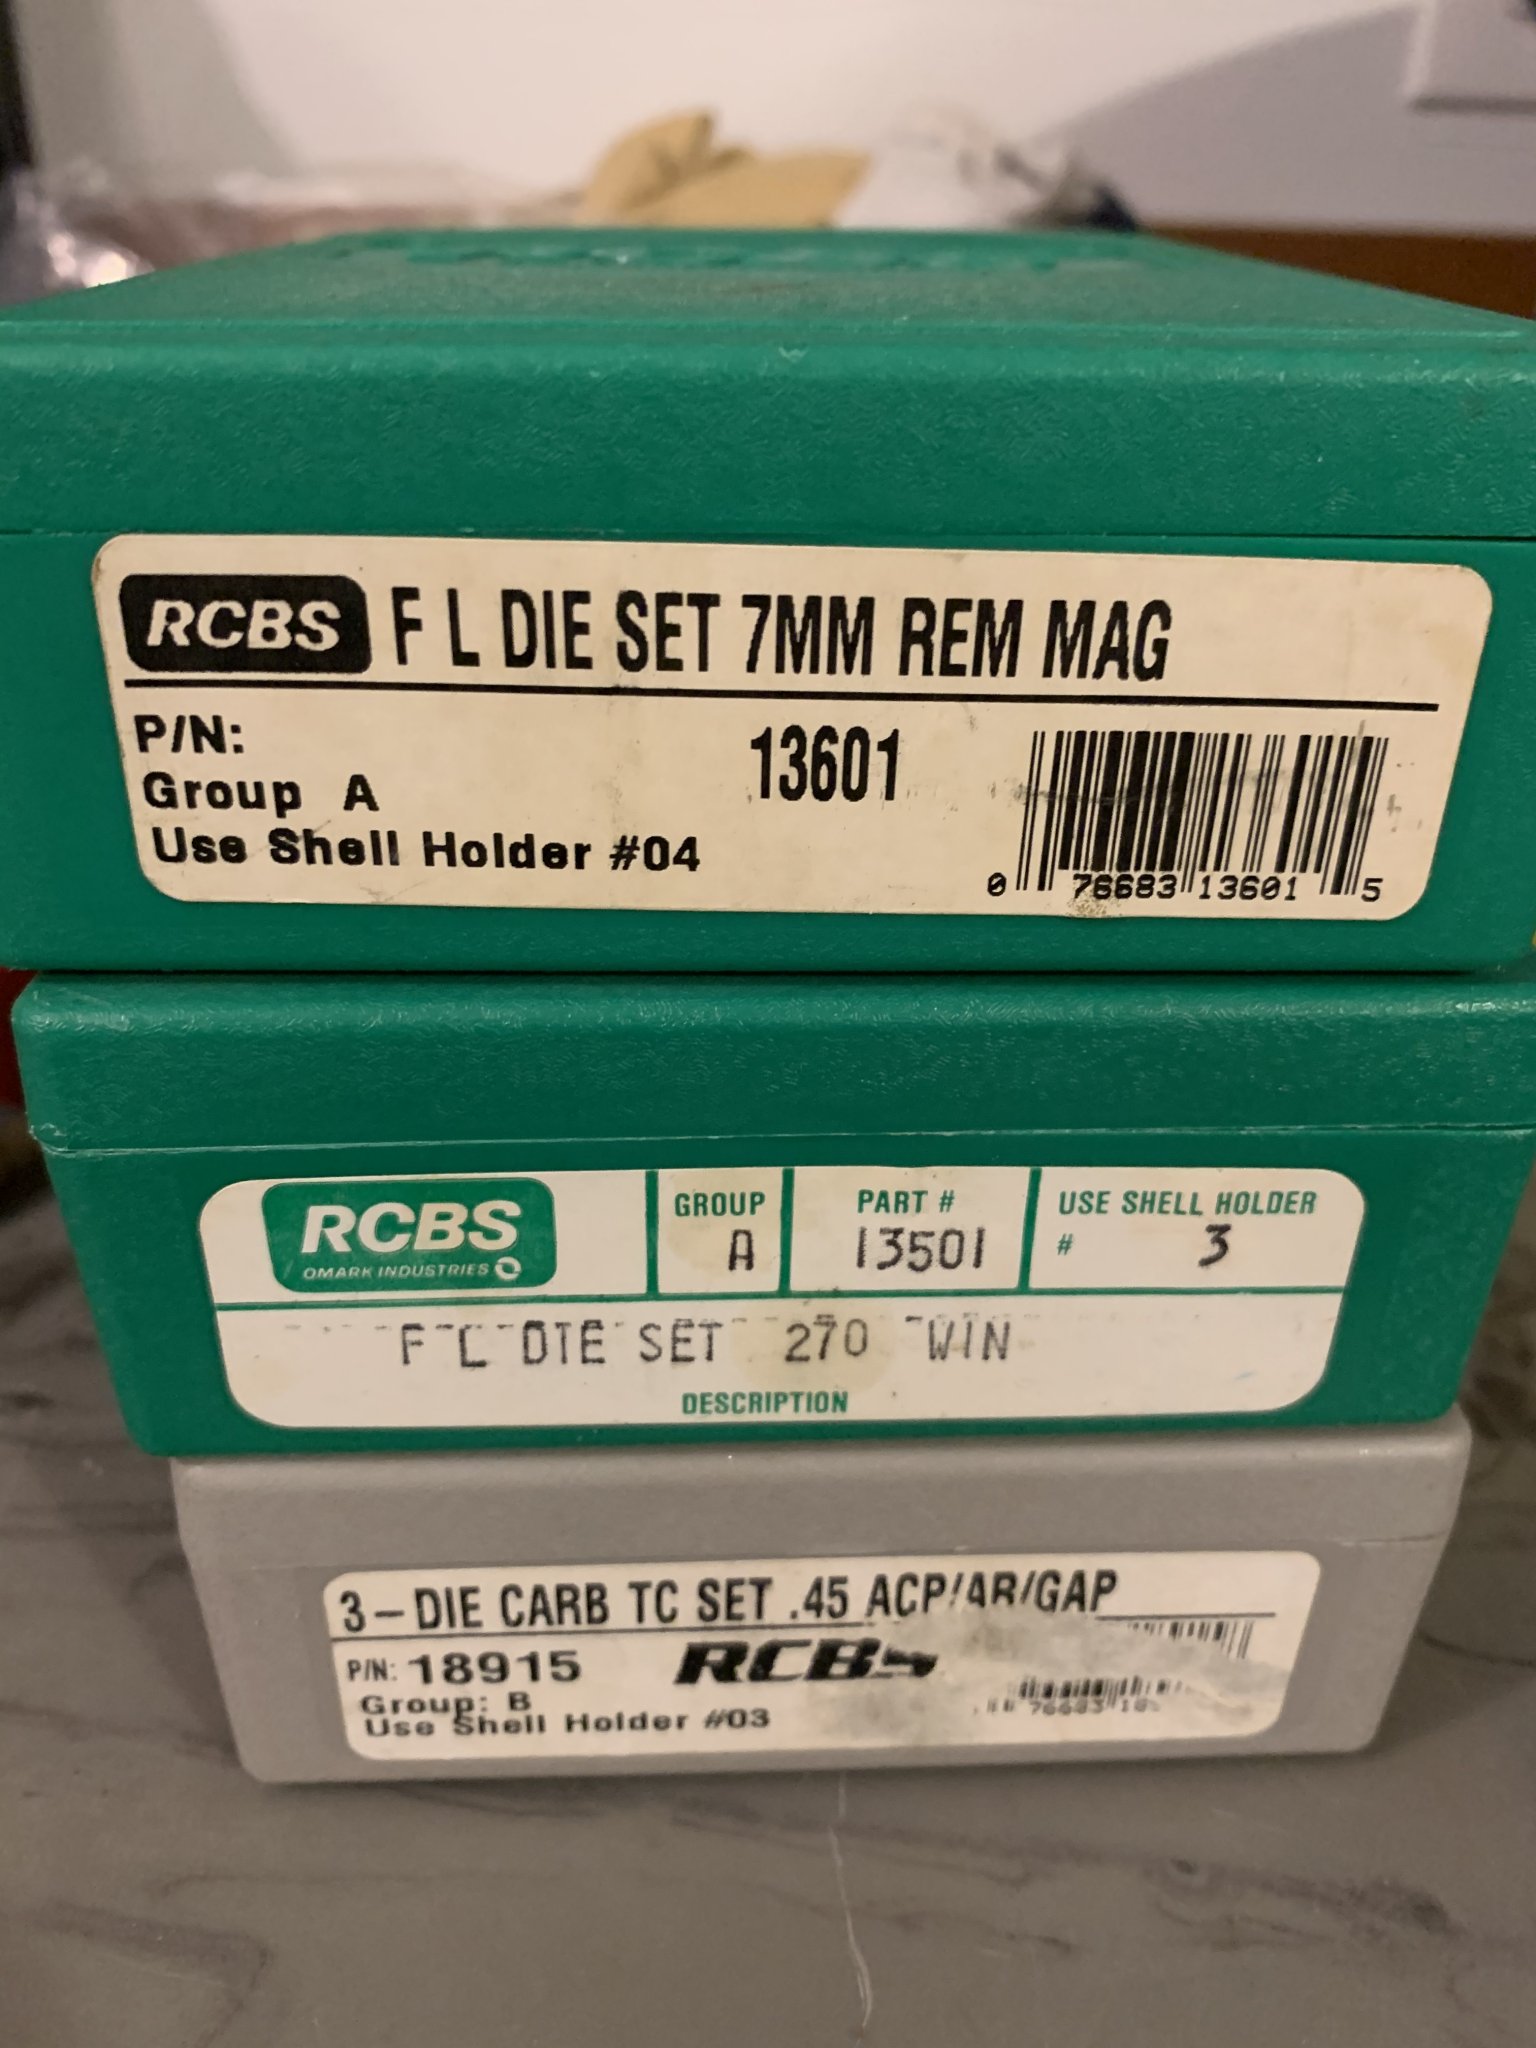 RCBS F L DIE SET 7MM REM MAG
P/N: 13601
Group A
Use Shell Holder #04
0 76683 13601 5
RCBS
OMARK INDUSTRIES
GROUP
A
PART #
13501
USE SHELL HOLDER
# 3
F L DIE SET 270 WIN
DESCRIPTION
3-DIE CARB TC SET .45 ACP/AR/GAP
P/N: 18915 RCBS
Group: B
Use Shell Holder #03
76683